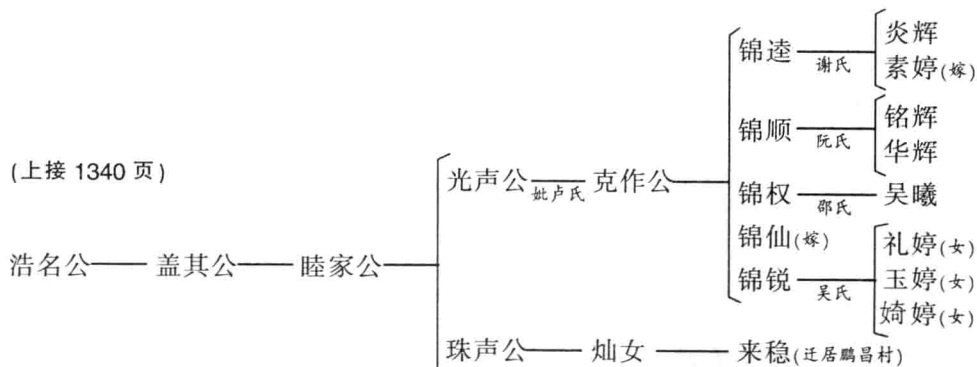 (上接 1340 页)
浩名公 盖其公 睦家公
光声公 妣卢氏 克作公
锦逵 谢氏
炎辉
素婷(嫁)
锦顺 阮氏
铭辉
华辉
锦权 邵氏 吴曦
锦仙(嫁)
锦锐 吴氏
礼婷(女)
玉婷(女)
婍婷(女)
珠声公 灿女 来稳(迁居鹏昌村)